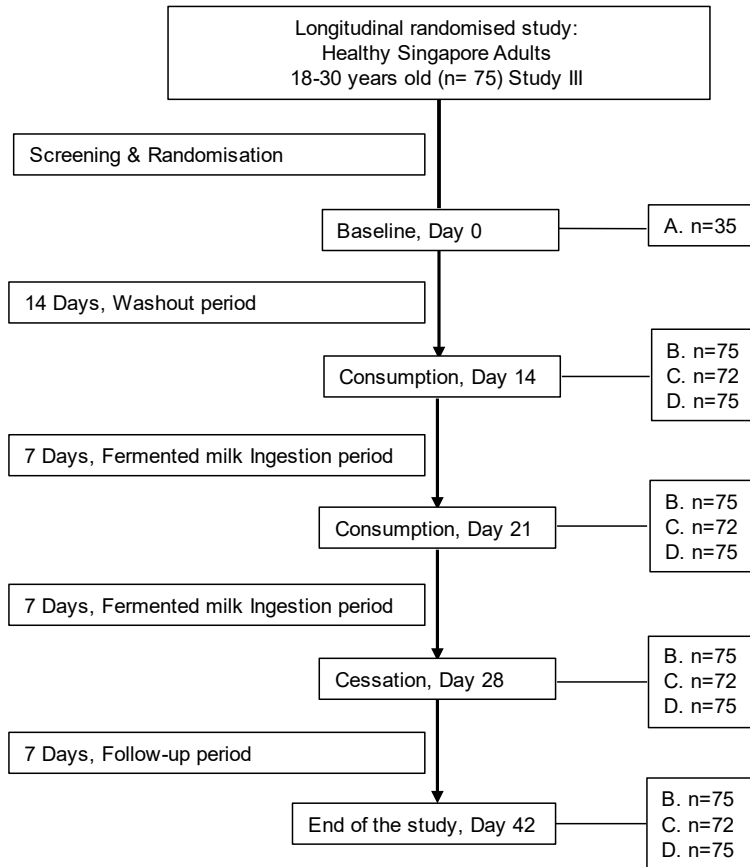 Longitudinal randomised study:
Healthy Singapore Adults
18-30 years old (n= 75) Study III
Screening & Randomisation
Baseline, Day 0
A. n=35
14 Days, Washout period
Consumption, Day 14
B. n=75
C. n=72
D. n=75
7 Days, Fermented milk Ingestion period
Consumption, Day 21
B. n=75
C. n=72
D. n=75
7 Days, Fermented milk Ingestion period
Cessation, Day 28
B. n=75
C. n=72
D. n=75
7 Days, Follow-up period
End of the study, Day 42
B. n=75
C. n=72
D. n=75